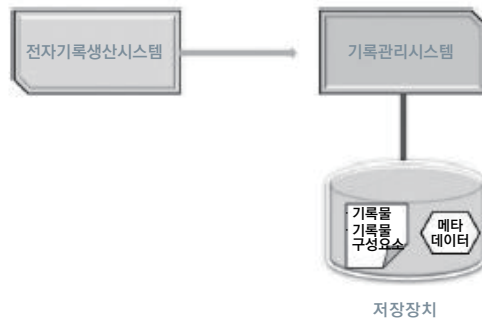 전자기록생산시스템
기록관리시스템
· 기록물
· 기록물
구성요소
메타
데이터
저장장치